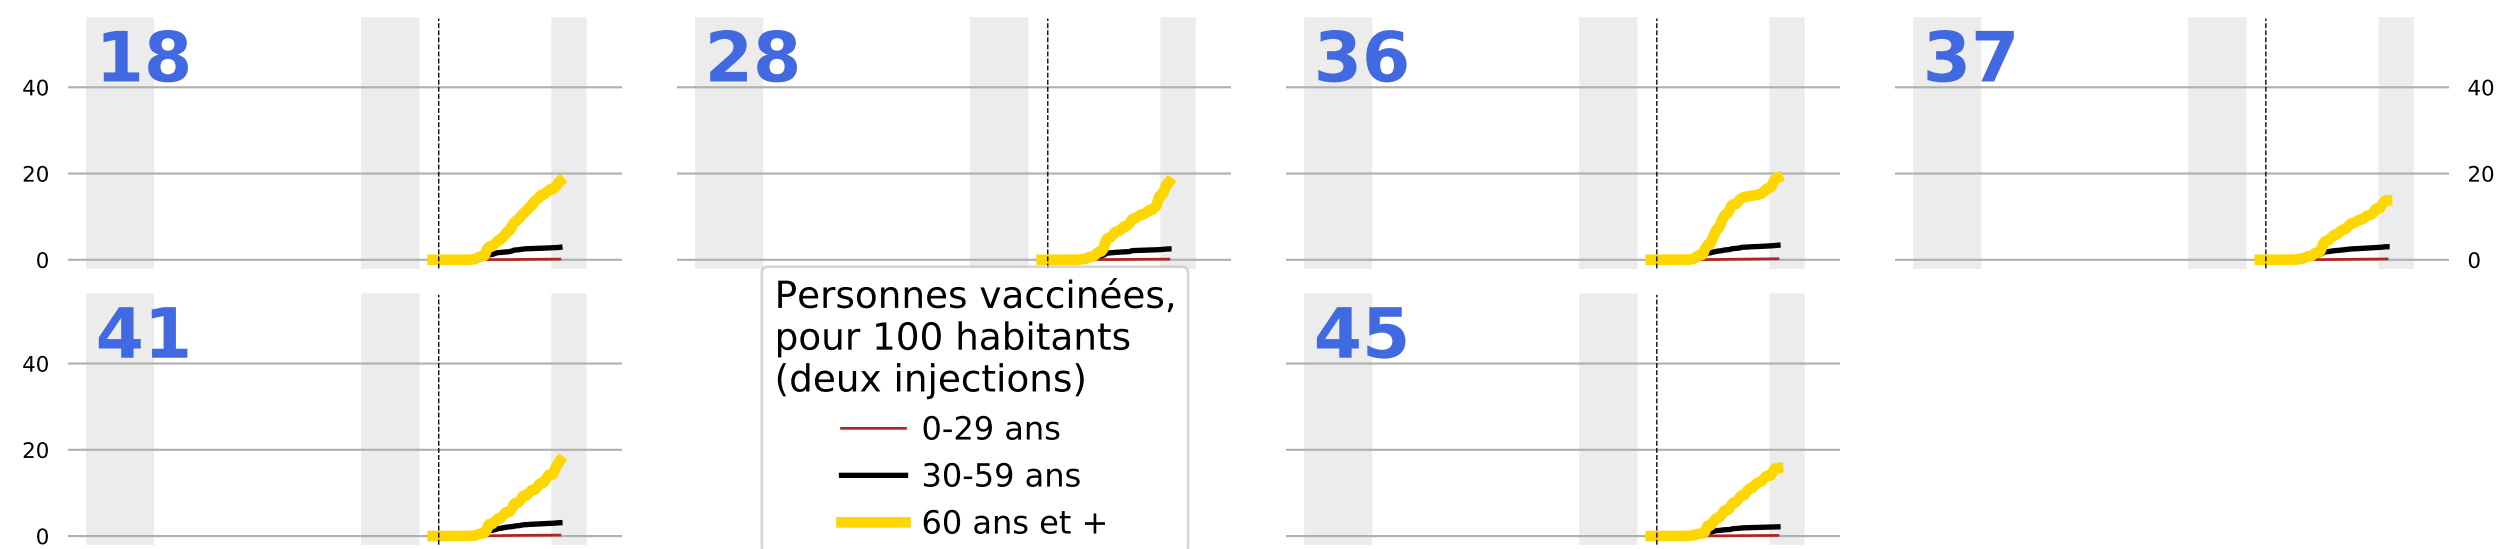 18
28
36
37
40
40
20
20
0
0
41
45
40
20
0
Personnes vaccinées,
pour 100 habitants
(deux injections)
0-29 ans
30-59 ans
60 ans et +